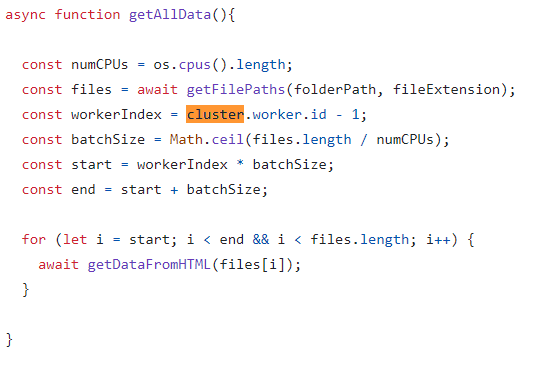 async function getAllData(){
const numCPUs = os.cpus().length;
const files = await getFilePaths(folderPath, fileExtension);
const workerIndex = cluster.worker.id - 1;
const batchSize = Math.ceil(files.length / numCPUs);
const start = workerIndex * batchSize;
const end = start + batchSize;
for (let i = start; i < end && i < files.length; i++) {
await getDataFromHTML(files[i]);
}
}